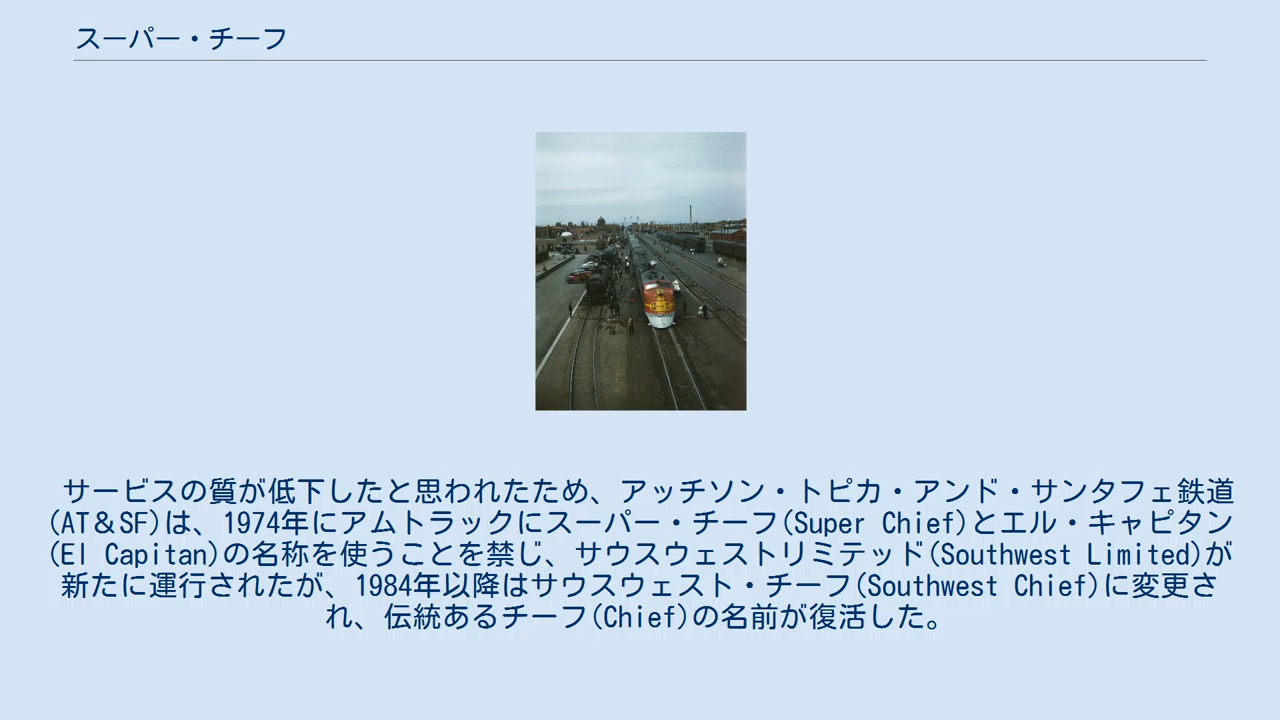 スーパー・チーフ
サービスの質が低下したと思われたため、アッチソン・トピカ・アンド・サンタフェ鉄道
(AT＆SF)は、1974年にアムトラックにスーパー・チーフ(Super Chief)とエル・キャピタン
(El Capitan)の名称を使うことを禁じ、サウスウェストリミテッド(Southwest Limited)が
新たに運行されたが、1984年以降はサウスウェスト・チーフ(Southwest Chief)に変更さ
れ、伝統あるチーフ(Chief)の名前が復活した。